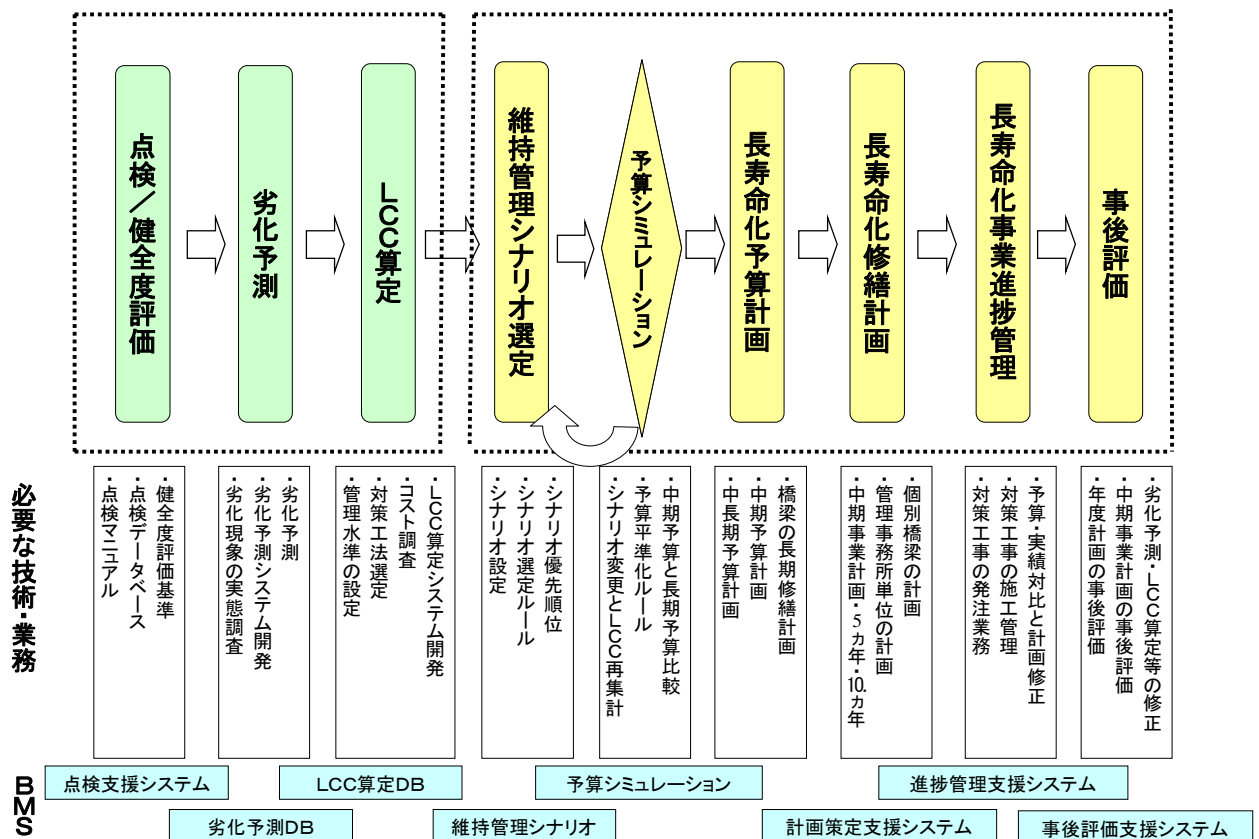 点検／健全度評価
劣化予測
ＬＣＣ算定
維持管理シナリオ選定
予算シミュレーション
長寿命化予算計画
長寿命化修繕計画
長寿命化事業進捗管理
事後評価
必要な技術・業務
・健全度評価基準
・点検データベース
・点検マニュアル
・劣化予測
・劣化予測システム開発
・劣化現象の実態調査
・ＬＣＣ算定システム開発
・コスト調査
・対策工法選定
・管理水準の設定
・シナリオ優先順位
・シナリオ選定ルール
・シナリオ設定
・中期予算と長期予算比較
・予算平準化ルール
・シナリオ変更とＬＣＣ再集計
・橋梁の長期修繕計画
・中期予算計画
・中長期予算計画
・個別橋梁の計画
・管理事務所単位の計画
・中期事業計画・５ヵ年・10.ヵ年
・予算・実績対比と計画修正
・対策工事の施工管理
・対策工事の発注業務
・劣化予測・ＬＣＣ算定等の修正
・中期事業計画の事後評価
・年度計画の事後評価
ＢＭＳ
点検支援システム
ＬＣＣ算定ＤＢ
予算シミュレーション
進捗管理支援システム
劣化予測ＤＢ
維持管理シナリオ
計画策定支援システム
事後評価支援システム